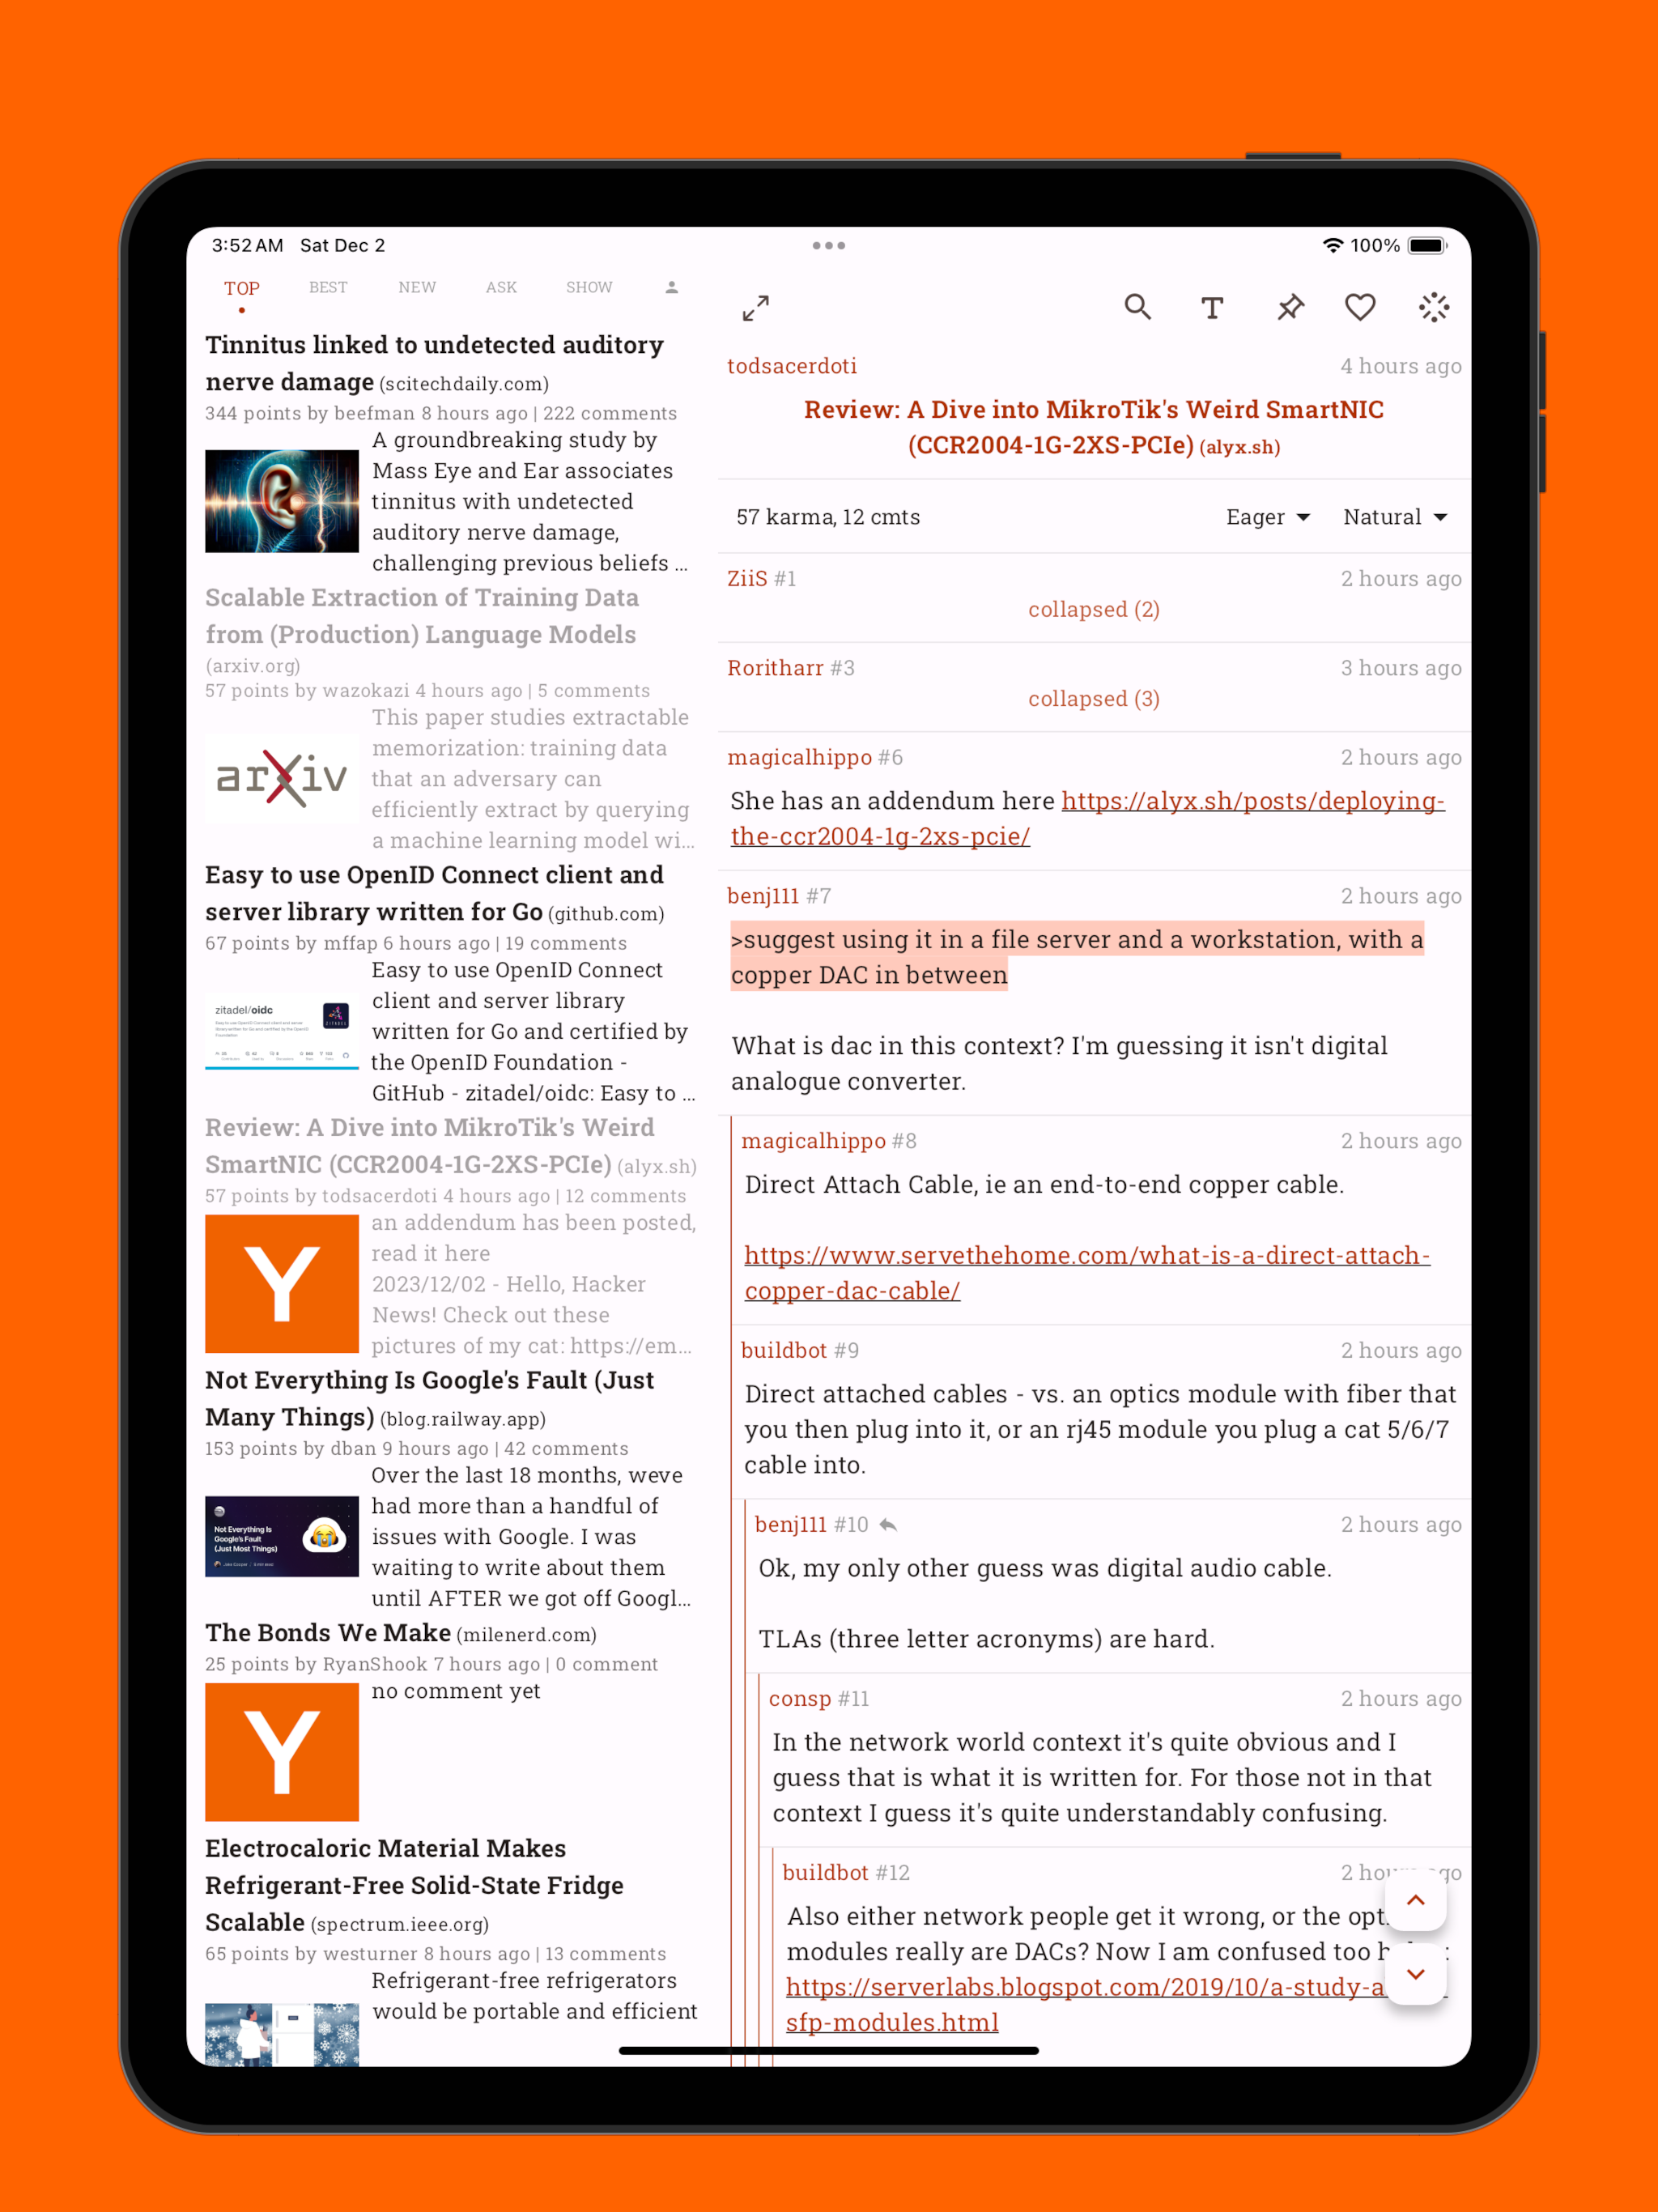 3:52 AM Sat Dec 2
100%
TOP BEST NEW ASK SHOW
Tinnitus linked to undetected auditory
nerve damage (scitechdaily.com)
344 points by beefman 8 hours ago | 222 comments
A groundbreaking study by
Mass Eye and Ear associates
tinnitus with undetected
auditory nerve damage,
challenging previous beliefs ...
Scalable Extraction of Training Data
from (Production) Language Models
(arxiv.org)
57 points by wazokazi 4 hours ago | 5 comments
arXiv
This paper studies extractable
memorization: training data
that an adversary can
efficiently extract by querying
a machine learning model wi...
Easy to use OpenID Connect client and
server library written for Go (github.com)
67 points by mffap 6 hours ago | 19 comments
zitadel/oidc
ZITADEL
Easy to use OpenID Connect
client and server library
written for Go and certified by
the OpenID Foundation -
GitHub - zitadel/oidc: Easy to ...
Review: A Dive into MikroTik's Weird
SmartNIC (CCR2004-1G-2XS-PCIe) (alyx.sh)
57 points by todsacerdoti 4 hours ago | 12 comments
Y
an addendum has been posted,
read it here
2023/12/02 - Hello, Hacker
News! Check out these
pictures of my cat: https://em...
Not Everything Is Google's Fault (Just
Many Things) (blog.railway.app)
153 points by dban 9 hours ago | 42 comments
Not Everything Is
Google's Fault
(Just Most Things)
Over the last 18 months, weve
had more than a handful of
issues with Google. I was
waiting to write about them
until AFTER we got off Googl...
The Bonds We Make (milenerd.com)
25 points by RyanShook 7 hours ago | 0 comment
Y
no comment yet
Electrocaloric Material Makes
Refrigerant-Free Solid-State Fridge
Scalable (spectrum.ieee.org)
65 points by westurner 8 hours ago | 13 comments
Refrigerant-free refrigerators
would be portable and efficient
todsacerdoti 4 hours ago
Review: A Dive into MikroTik's Weird SmartNIC
(CCR2004-1G-2XS-PCIe) (alyx.sh)
57 karma, 12 cmts Eager Natural
ZiiS #1 2 hours ago
collapsed (2)
Roritharr #3 3 hours ago
collapsed (3)
magicalhippo #6 2 hours ago
She has an addendum here https://alyx.sh/posts/deploying-
the-ccr2004-1g-2xs-pcie/
benj111 #7 2 hours ago
>suggest using it in a file server and a workstation, with a
copper DAC in between
What is dac in this context? I'm guessing it isn't digital
analogue converter.
magicalhippo #8 2 hours ago
Direct Attach Cable, ie an end-to-end copper cable.
https://www.servethehome.com/what-is-a-direct-attach-
copper-dac-cable/
buildbot #9 2 hours ago
Direct attached cables - vs. an optics module with fiber that
you then plug into it, or an rj45 module you plug a cat 5/6/7
cable into.
benj111 #10 2 hours ago
Ok, my only other guess was digital audio cable.
TLAs (three letter acronyms) are hard.
consp #11 2 hours ago
In the network world context it's quite obvious and I
guess that is what it is written for. For those not in that
context I guess it's quite understandably confusing.
buildbot #12 2 hours ago
Also either network people get it wrong, or the
modules really are DACs? Now I am confused too
https://serverlabs.blogspot.com/2019/10/a-study-a
sfp-modules.html